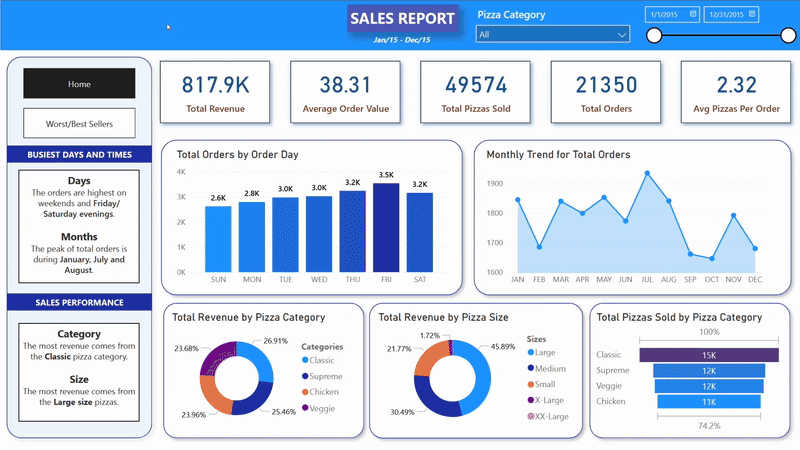 SALES REPORT
Jan/15 - Dec/15
Pizza Category
All
1/1/2015
12/31/2015
Home
Worst/Best Sellers
BUSIEST DAYS AND TIMES
Days
The orders are highest on
weekends and Friday/
Saturday evenings.
Months
The peak of total orders is
during January, July and
August.
SALES PERFORMANCE
Category
The most revenue comes from
the Classic pizza category.
Size
The most revenue comes from
the Large size pizzas.
817.9K
Total Revenue
38.31
Average Order Value
49574
Total Pizzas Sold
21350
Total Orders
2.32
Avg Pizzas Per Order
Total Orders by Order Day
4K
3K
2K
1K
0K
2.6K
2.8K
3.0K
3.0K
3.2K
3.5K
3.2K
SUN
MON
TUE
WED
THU
FRI
SAT
Monthly Trend for Total Orders
1900
1800
1700
1600
JAN
FEB
MAR
APR
MAY
JUN
JUL
AUG
SEP
OCT
NOV
DEC
Total Revenue by Pizza Category
23.68%
26.91%
23.96%
25.46%
Categories
Classic
Supreme
Chicken
Veggie
Total Revenue by Pizza Size
1.72%
21.77%
45.89%
30.49%
Sizes
Large
Medium
Small
X-Large
XX-Large
Total Pizzas Sold by Pizza Category
100%
Classic
15K
Supreme
12K
Veggie
12K
Chicken
11K
74.2%